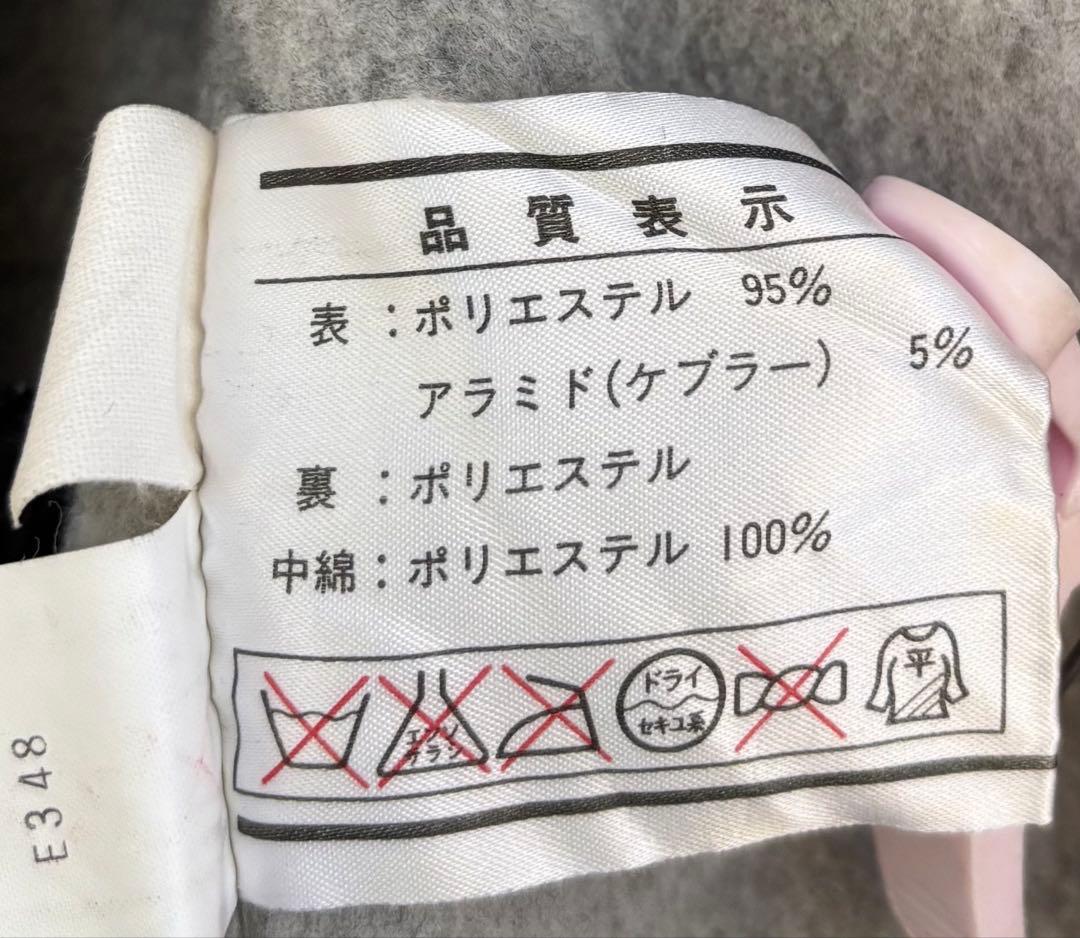 品質表示
表：ポリエステル 95%
アラミド(ケブラー) 5%
裏：ポリエステル
中綿：ポリエステル 100%
エンソ
サラシ
ドライ
セキユ系
平
E348